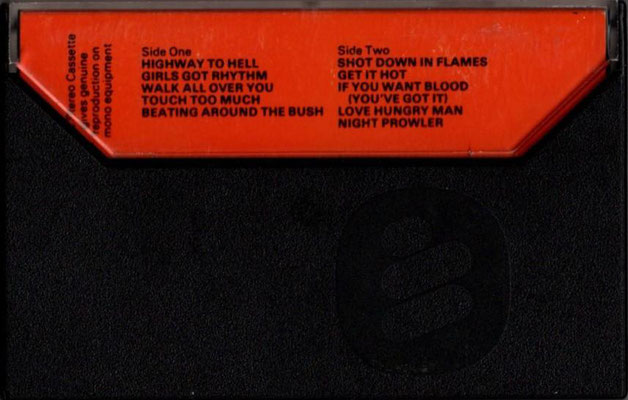 Stereo Cassette
gives genuine
reproduction on
mono equipment
Side One
HIGHWAY TO HELL
GIRLS GOT RHYTHM
WALK ALL OVER YOU
TOUCH TOO MUCH
BEATING AROUND THE BUSH
Side Two
SHOT DOWN IN FLAMES
GET IT HOT
IF YOU WANT BLOOD
(YOU'VE GOT IT)
LOVE HUNGRY MAN
NIGHT PROWLER